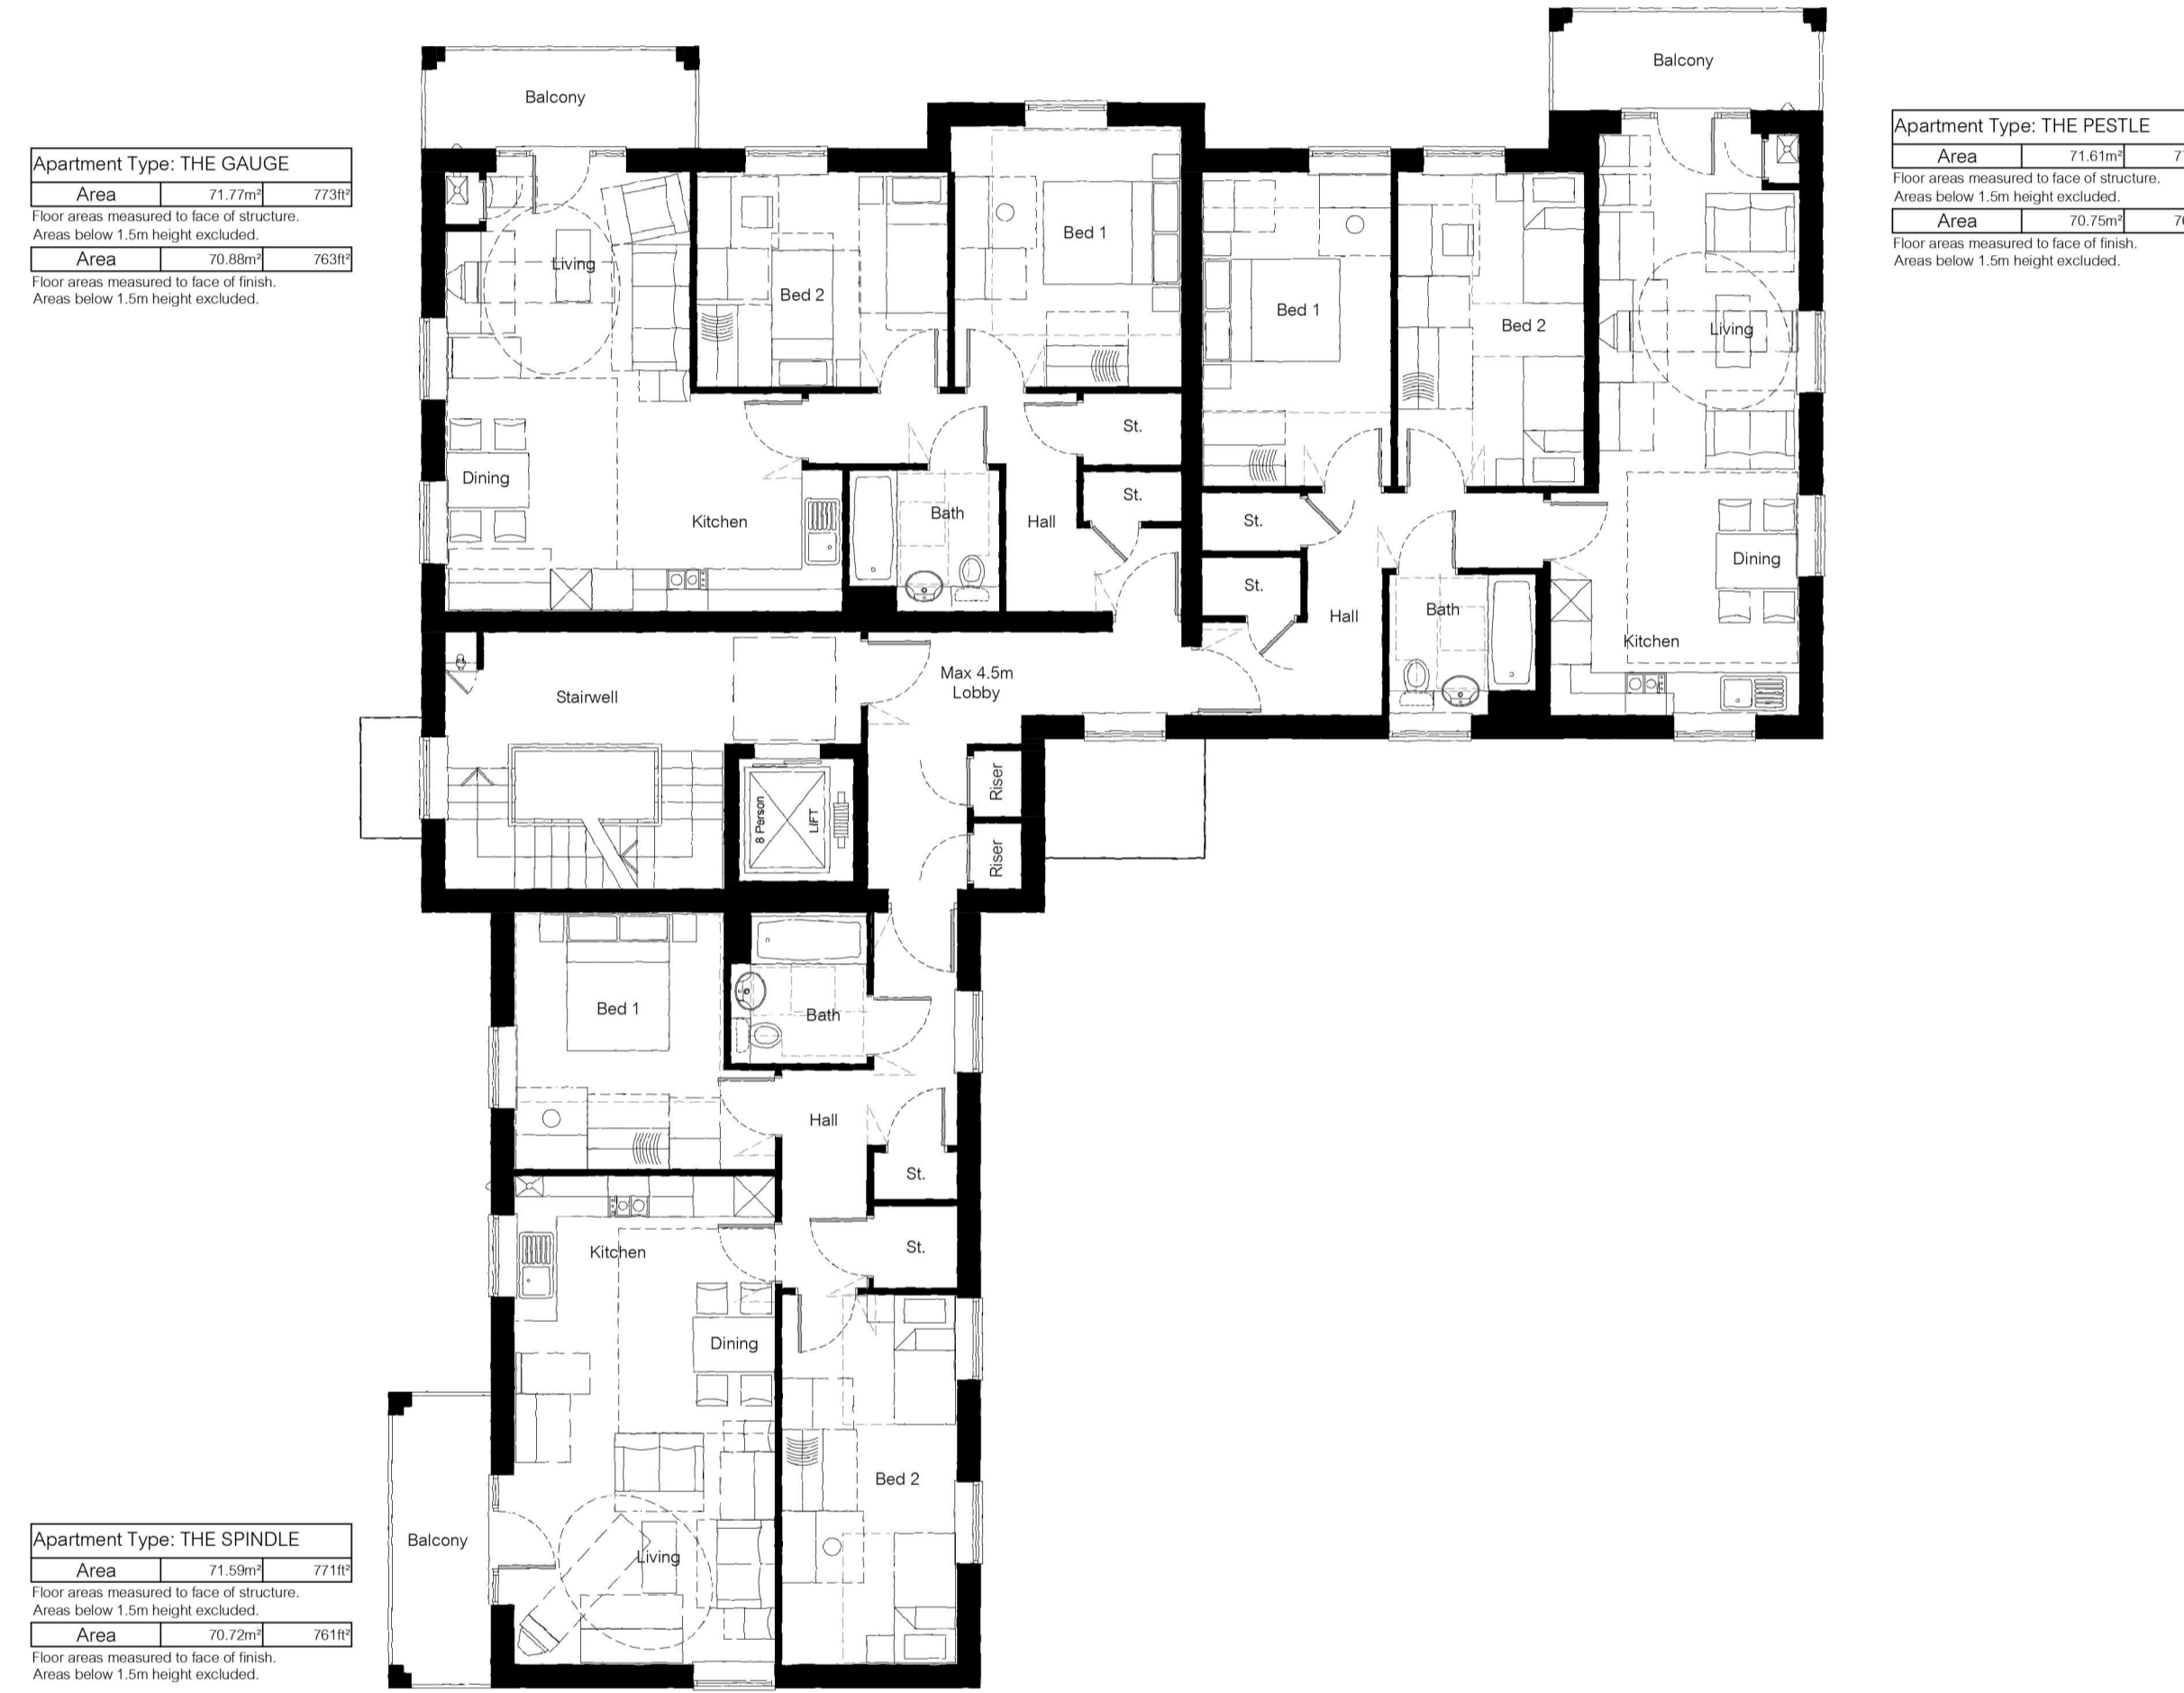 Apartment Type: THE GAUGE
Area 71.77m² 773ft²
Floor areas measured to face of structure.
Areas below 1.5m height excluded.
Area 70.88m² 763ft²
Floor areas measured to face of finish.
Areas below 1.5m height excluded.
Apartment Type: THE PESTLE
Area 71.61m²
Floor areas measured to face of structure.
Areas below 1.5m height excluded.
Area 70.75m²
Floor areas measured to face of finish.
Areas below 1.5m height excluded.
Balcony
Living
Bed 2
Bed 1
Dining
Kitchen
Bath
Hall
St.
St.
Balcony
Bed 1
Bed 2
Living
St.
St.
Hall
Bath
Dining
Kitchen
Stairwell
Max 4.5m
Lobby
8 Person
LIFT
Riser
Riser
Bed 1
Bath
Hall
St.
St.
Kitchen
Dining
Bed 2
Balcony
Living
Apartment Type: THE SPINDLE
Area 71.59m² 771ft²
Floor areas measured to face of structure.
Areas below 1.5m height excluded.
Area 70.72m² 761ft²
Floor areas measured to face of finish.
Areas below 1.5m height excluded.